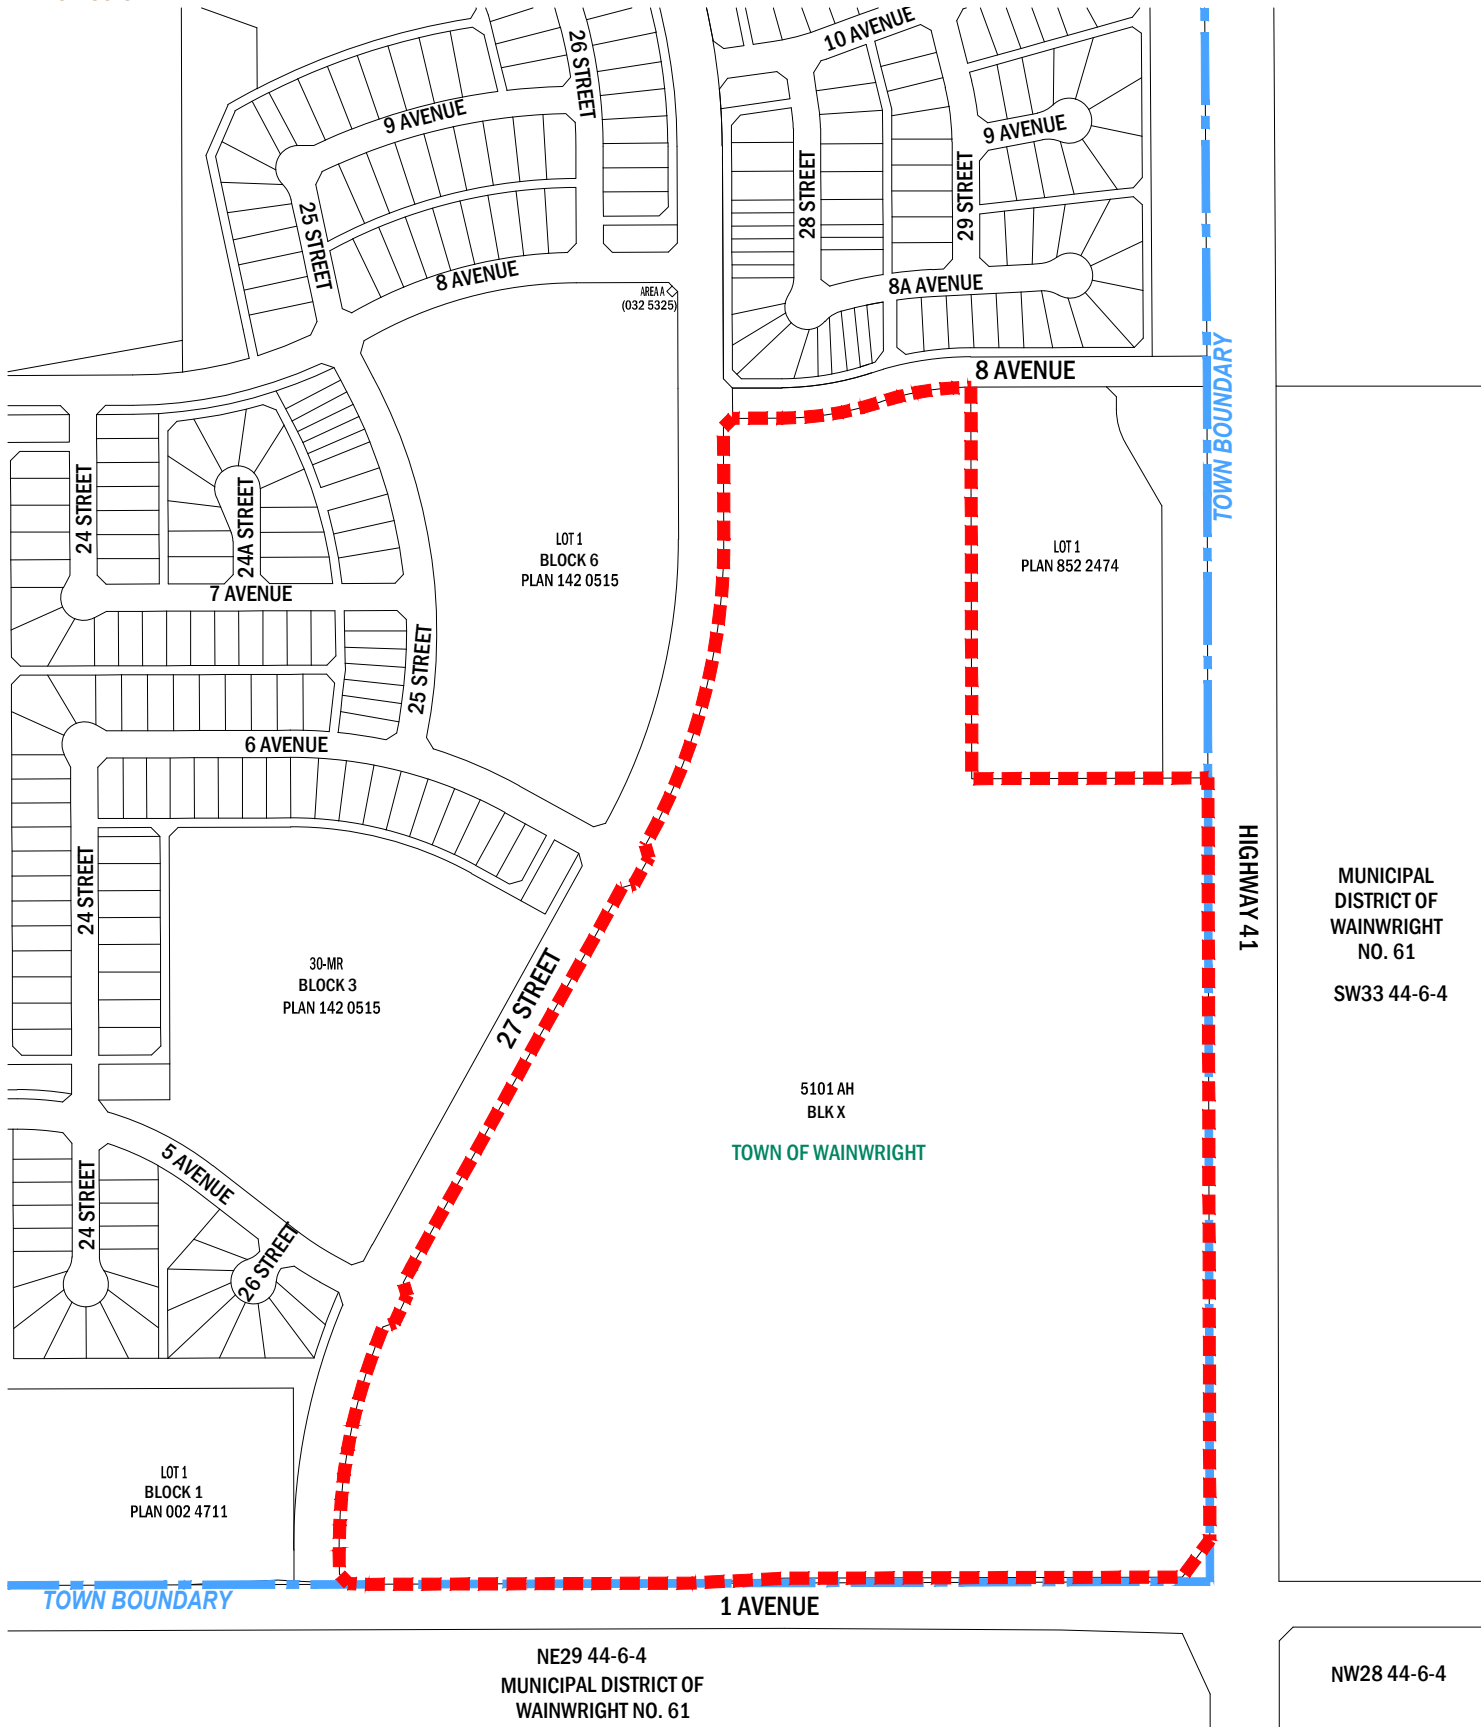 10 AVENUE
26 STREET
9 AVENUE
9 AVENUE
28 STREET
29 STREET
25 STREET
8 AVENUE
8A AVENUE
AREA A
(032 5325)
8 AVENUE
TOWN BOUNDARY
24 STREET
24A STREET
7 AVENUE
LOT 1
BLOCK 6
PLAN 142 0515
LOT 1
PLAN 852 2474
25 STREET
6 AVENUE
24 STREET
HIGHWAY 41
MUNICIPAL
DISTRICT OF
WAINWRIGHT
NO. 61
SW33 44-6-4
30-MR
BLOCK 3
PLAN 142 0515
27 STREET
5101 AH
BLK X
TOWN OF WAINWRIGHT
5 AVENUE
24 STREET
26 STREET
LOT 1
BLOCK 1
PLAN 002 4711
TOWN BOUNDARY
1 AVENUE
NE29 44-6-4
MUNICIPAL DISTRICT OF
WAINWRIGHT NO. 61
NW28 44-6-4